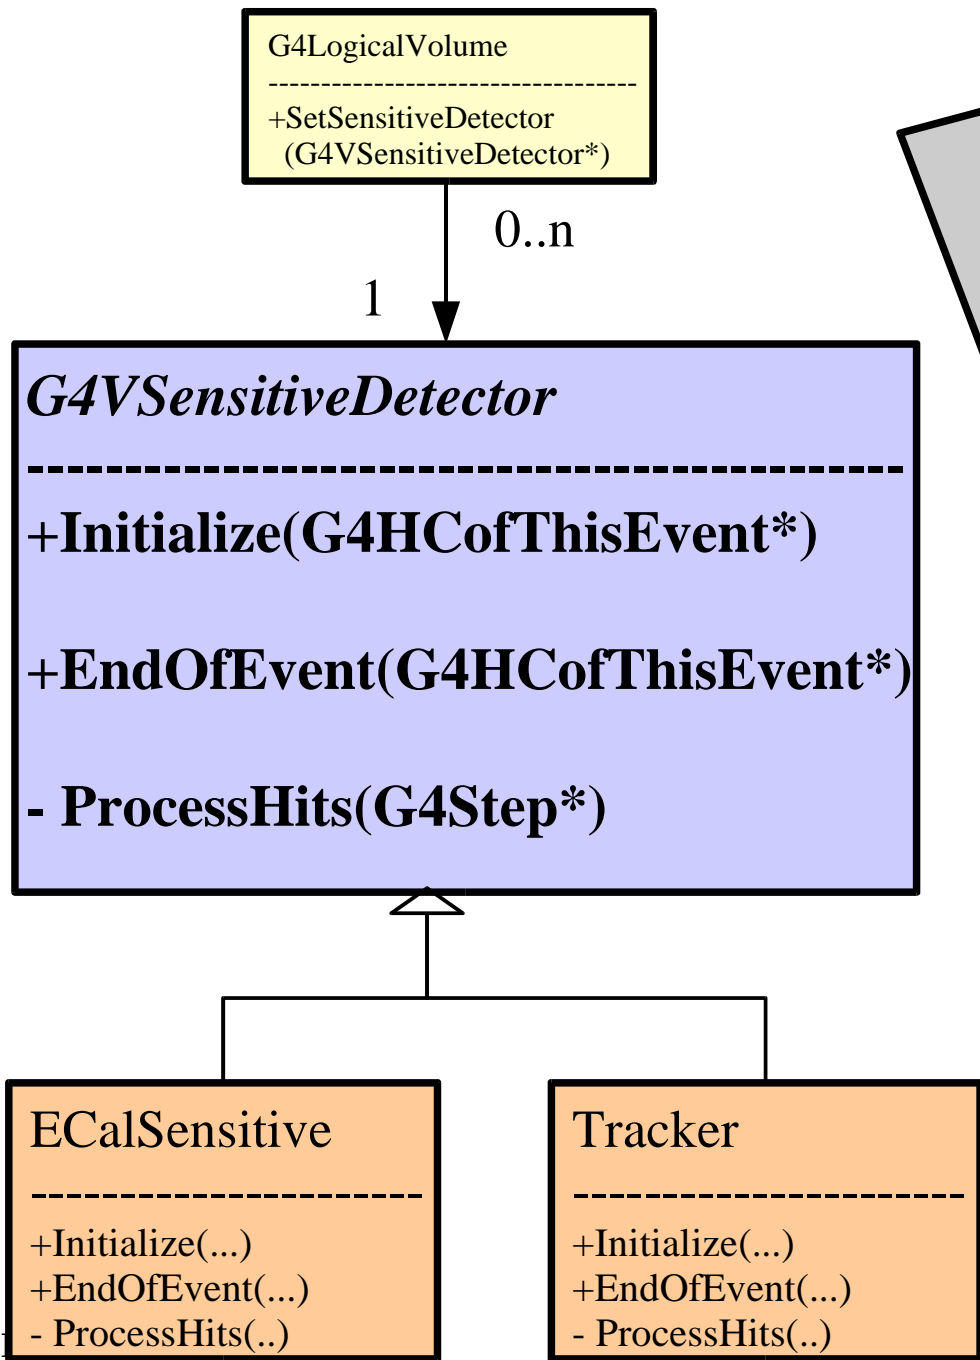 G4LogicalVolume
-----------------------------------
+SetSensitiveDetector
(G4VSensitiveDetector*)
0..n
1
G4VSensitiveDetector
--------------------------------------------
+Initialize(G4HCofThisEvent*)
+EndOfEvent(G4HCofThisEvent*)
- ProcessHits(G4Step*)
ECalSensitive
-----------------------
+Initialize(...)
+EndOfEvent(...)
- ProcessHits(..)
Tracker
-----------------------
+Initialize(...)
+EndOfEvent(...)
- ProcessHits(..)